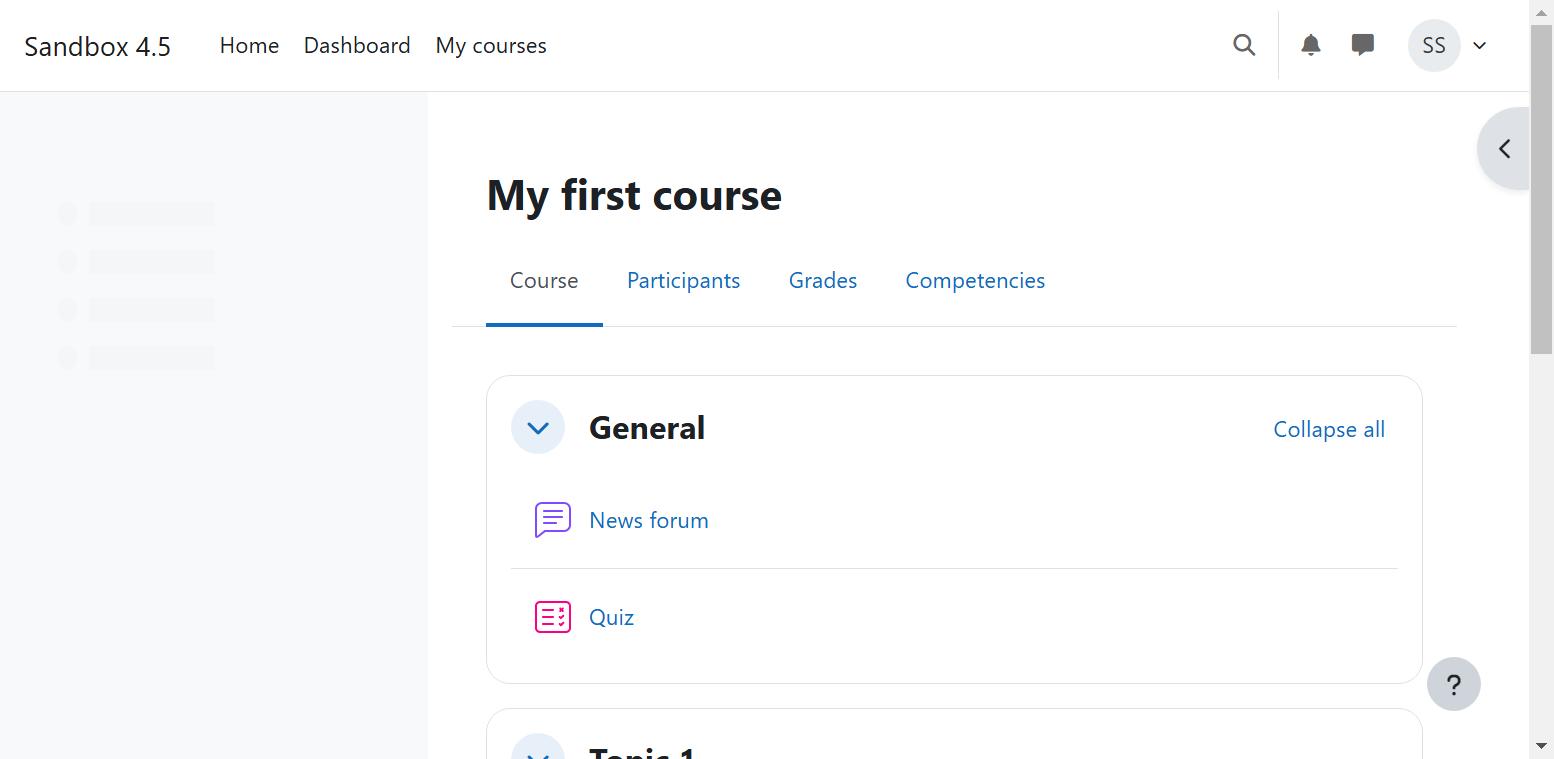 Sandbox 4.5 Home Dashboard My courses SS
My first course
Course Participants Grades Competencies
General Collapse all
News forum
Quiz
?
Topic 1